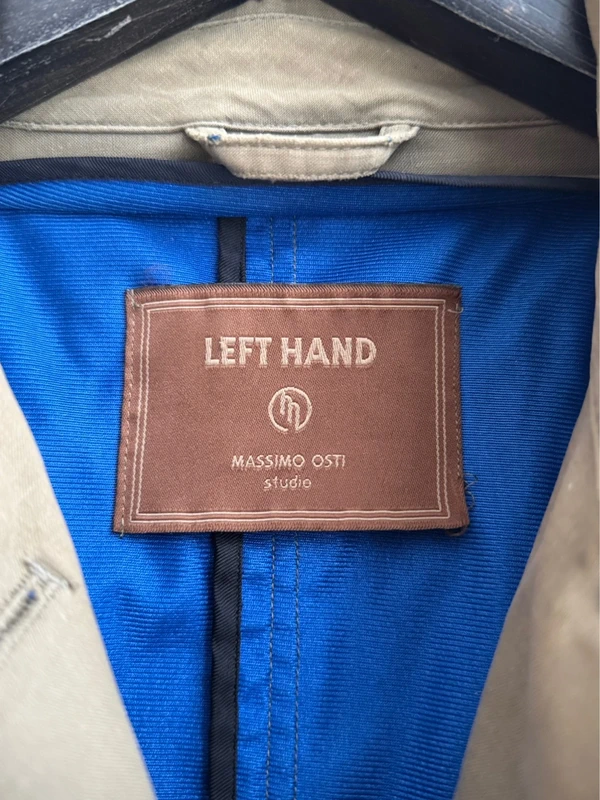 LEFT HAND
MASSIMO OSTI
studio